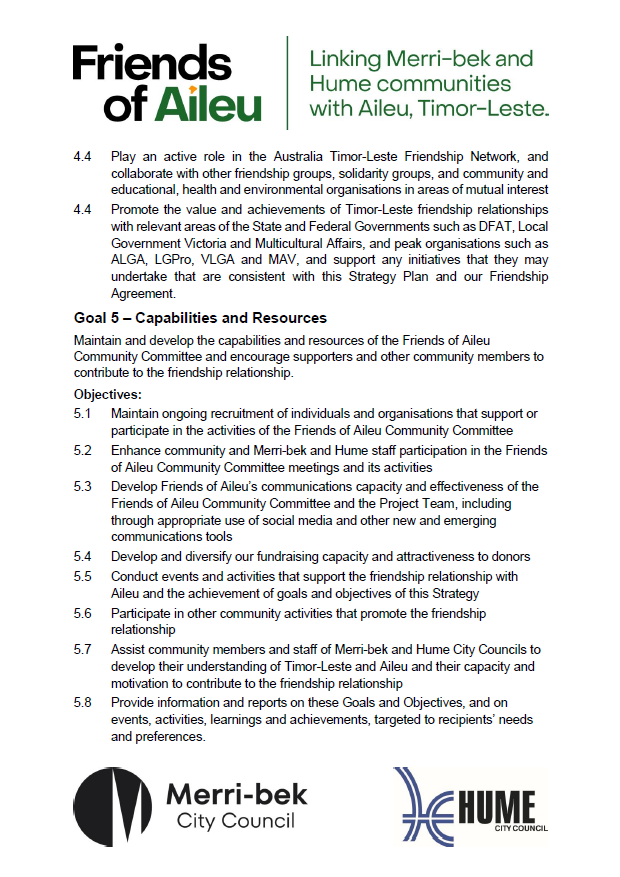 Friends
of Aileu
Linking Merri-bek and
Hume communities
with Aileu, Timor-Leste.
4.4 Play an active role in the Australia Timor-Leste Friendship Network, and
collaborate with other friendship groups, solidarity groups, and community and
educational, health and environmental organisations in areas of mutual interest
4.4 Promote the value and achievements of Timor-Leste friendship relationships
with relevant areas of the State and Federal Governments such as DFAT, Local
Government Victoria and Multicultural Affairs, and peak organisations such as
ALGA, LGPro, VLGA and MAV, and support any initiatives that they may
undertake that are consistent with this Strategy Plan and our Friendship
Agreement.
Goal 5 – Capabilities and Resources
Maintain and develop the capabilities and resources of the Friends of Aileu
Community Committee and encourage supporters and other community members to
contribute to the friendship relationship.
Objectives:
5.1 Maintain ongoing recruitment of individuals and organisations that support or
participate in the activities of the Friends of Aileu Community Committee
5.2 Enhance community and Merri-bek and Hume staff participation in the Friends
of Aileu Community Committee meetings and its activities
5.3 Develop Friends of Aileu's communications capacity and effectiveness of the
Friends of Aileu Community Committee and the Project Team, including
through appropriate use of social media and other new and emerging
communications tools
5.4 Develop and diversify our fundraising capacity and attractiveness to donors
5.5 Conduct events and activities that support the friendship relationship with
Aileu and the achievement of goals and objectives of this Strategy
5.6 Participate in other community activities that promote the friendship
relationship
5.7 Assist community members and staff of Merri-bek and Hume City Councils to
develop their understanding of Timor-Leste and Aileu and their capacity and
motivation to contribute to the friendship relationship
5.8 Provide information and reports on these Goals and Objectives, and on
events, activities, learnings and achievements, targeted to recipients' needs
and preferences.
Merri-bek
City Council
HUME
CITY COUNCIL